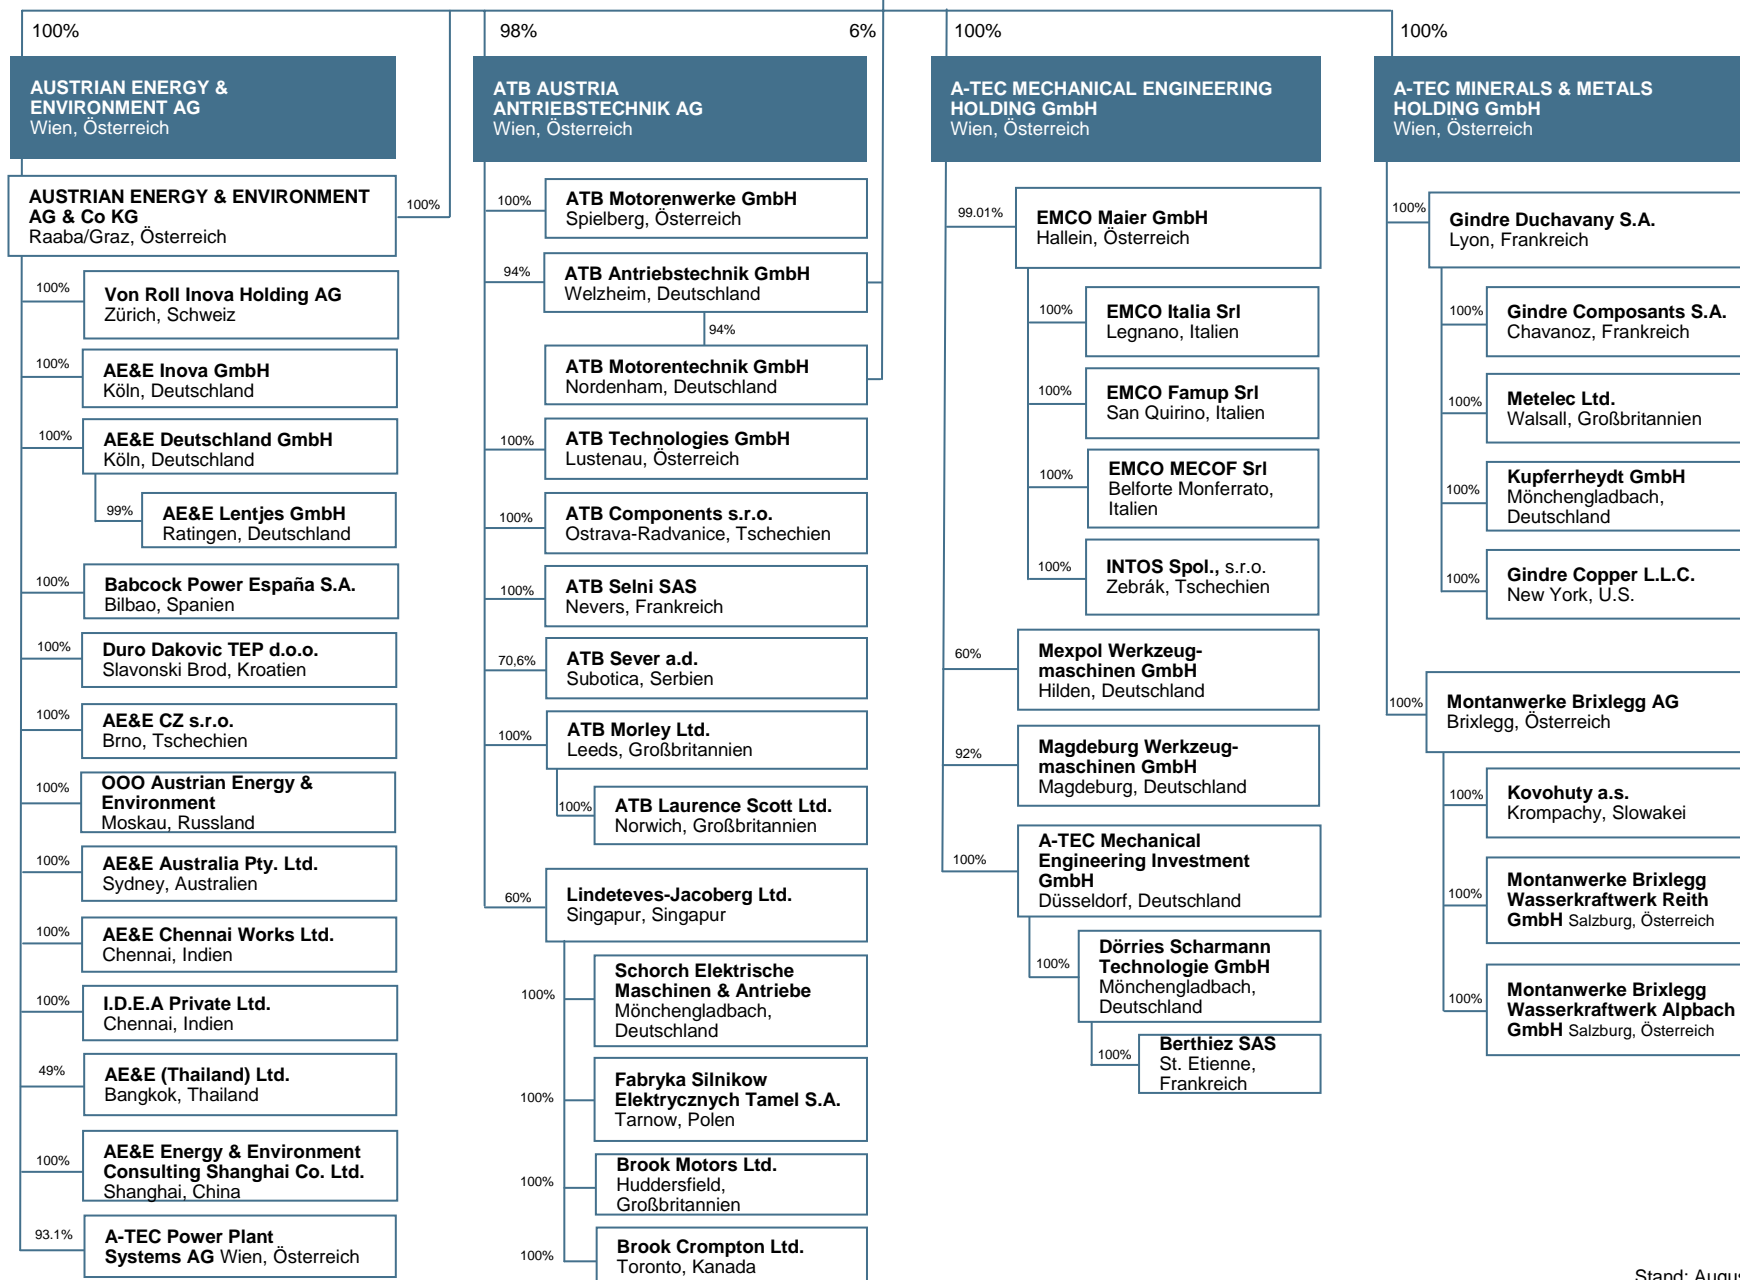 100%
98%
6%
100%
100%
AUSTRIAN ENERGY &
ENVIRONMENT AG
Wien, Österreich
AUSTRIAN ENERGY & ENVIRONMENT
AG & Co KG
Raaba/Graz, Österreich
100%
100%
Von Roll Inova Holding AG
Zürich, Schweiz
100%
AE&E Inova GmbH
Köln, Deutschland
100%
AE&E Deutschland GmbH
Köln, Deutschland
99%
AE&E Lentjes GmbH
Ratingen, Deutschland
100%
Babcock Power España S.A.
Bilbao, Spanien
100%
Duro Dakovic TEP d.o.o.
Slavonski Brod, Kroatien
100%
AE&E CZ s.r.o.
Brno, Tschechien
100%
OOO Austrian Energy &
Environment
Moskau, Russland
100%
AE&E Australia Pty. Ltd.
Sydney, Australien
100%
AE&E Chennai Works Ltd.
Chennai, Indien
100%
I.D.E.A Private Ltd.
Chennai, Indien
49%
AE&E (Thailand) Ltd.
Bangkok, Thailand
100%
AE&E Energy & Environment
Consulting Shanghai Co. Ltd.
Shanghai, China
93.1%
A-TEC Power Plant
Systems AG Wien, Österreich
ATB AUSTRIA
ANTRIEBSTECHNIK AG
Wien, Österreich
100%
ATB Motorenwerke GmbH
Spielberg, Österreich
94%
ATB Antriebstechnik GmbH
Welzheim, Deutschland
94%
ATB Motorentechnik GmbH
Nordenham, Deutschland
100%
ATB Technologies GmbH
Lustenau, Österreich
100%
ATB Components s.r.o.
Ostrava-Radvanice, Tschechien
100%
ATB Selni SAS
Nevers, Frankreich
70,6%
ATB Sever a.d.
Subotica, Serbien
100%
ATB Morley Ltd.
Leeds, Großbritannien
100%
ATB Laurence Scott Ltd.
Norwich, Großbritannien
60%
Lindeteves-Jacoberg Ltd.
Singapur, Singapur
100%
Schorch Elektrische
Maschinen & Antriebe
Mönchengladbach,
Deutschland
100%
Fabryka Silnikow
Elektrycznych Tamel S.A.
Tarnow, Polen
100%
Brook Motors Ltd.
Huddersfield,
Großbritannien
100%
Brook Crompton Ltd.
Toronto, Kanada
A-TEC MECHANICAL ENGINEERING
HOLDING GmbH
Wien, Österreich
99.01%
EMCO Maier GmbH
Hallein, Österreich
100%
EMCO Italia Srl
Legnano, Italien
100%
EMCO Famup Srl
San Quirino, Italien
100%
EMCO MECOF Srl
Belforte Monferrato,
Italien
100%
INTOS Spol., s.r.o.
Zebrák, Tschechien
60%
Mexpol Werkzeug-
maschinen GmbH
Hilden, Deutschland
92%
Magdeburg Werkzeug-
maschinen GmbH
Magdeburg, Deutschland
100%
A-TEC Mechanical
Engineering Investment
GmbH
Düsseldorf, Deutschland
100%
Dörries Scharmann
Technologie GmbH
Mönchengladbach,
Deutschland
100%
Berthiez SAS
St. Etienne,
Frankreich
A-TEC MINERALS & METALS
HOLDING GmbH
Wien, Österreich
100%
Gindre Duchavany S.A.
Lyon, Frankreich
100%
Gindre Composants S.A.
Chavanoz, Frankreich
100%
Metelec Ltd.
Walsall, Großbritannien
100%
Kupferrheydt GmbH
Mönchengladbach,
Deutschland
100%
Gindre Copper L.L.C.
New York, U.S.
100%
Montanwerke Brixlegg AG
Brixlegg, Österreich
100%
Kovohuty a.s.
Krompachy, Slowakei
100%
Montanwerke Brixlegg
Wasserkraftwerk Reith
GmbH Salzburg, Österreich
100%
Montanwerke Brixlegg
Wasserkraftwerk Alpbach
GmbH Salzburg, Österreich
Stand: Augus